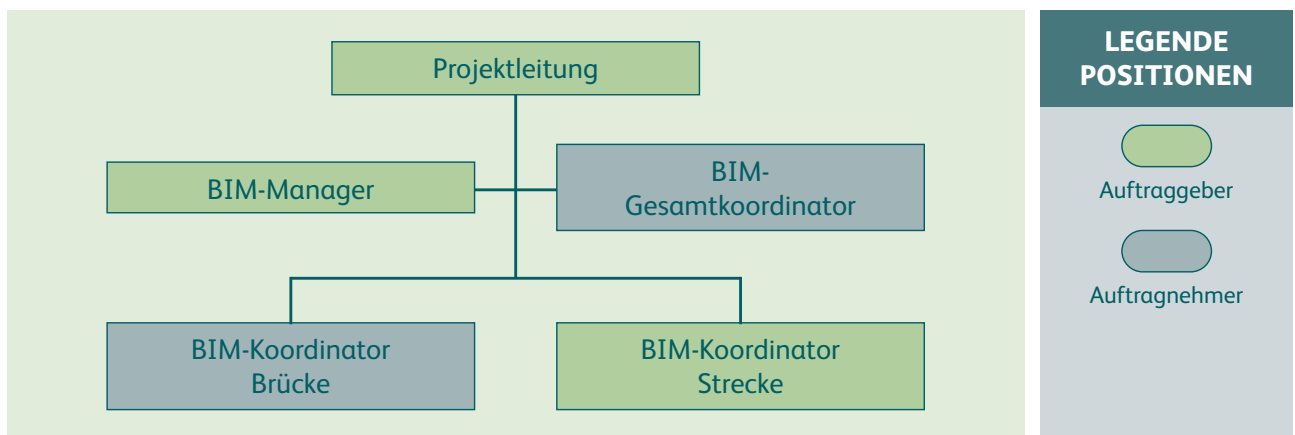 Projektleitung
BIM-Manager
BIM-
Gesamtkoordinator
BIM-Koordinator
Brücke
BIM-Koordinator
Strecke
LEGENDE
POSITIONEN
Auftraggeber
Auftragnehmer